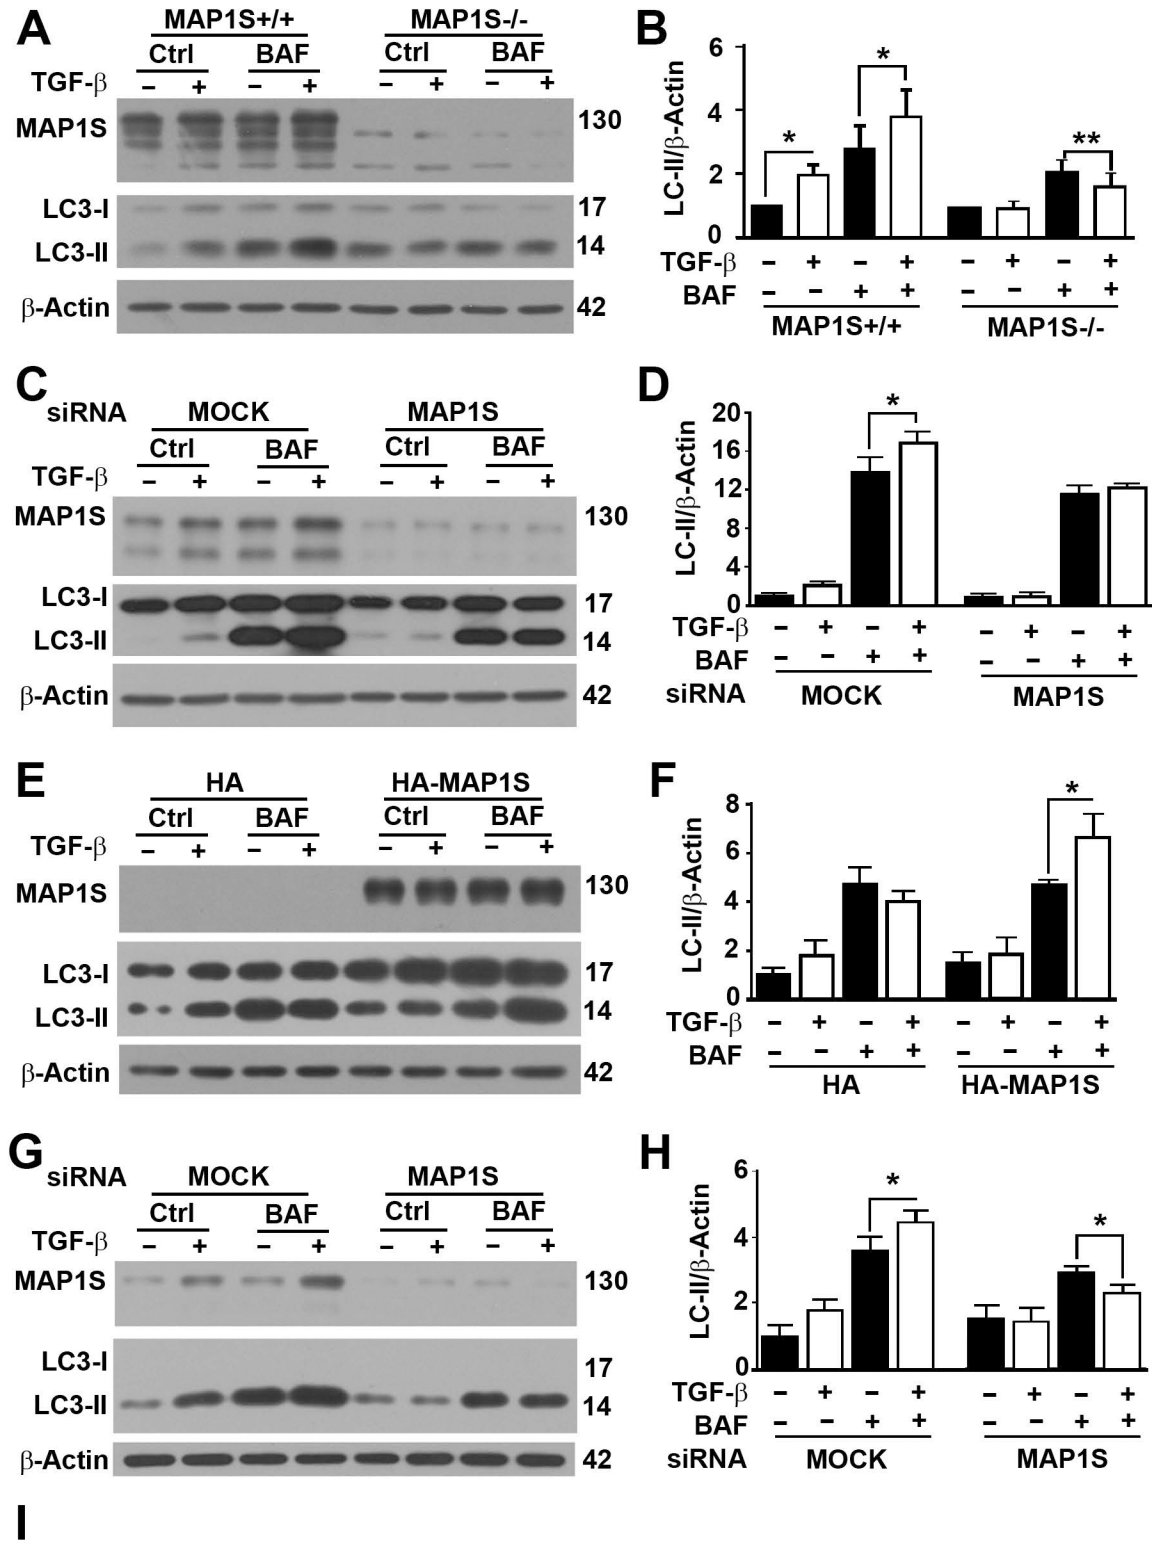 A
MAP1S+/+ MAP1S-/-
Ctrl BAF Ctrl BAF
TGF-β − + − + − + − +
MAP1S 130
LC3-I 17
LC3-II 14
β-Actin 42
B
LC-II/β-Actin
6
4
2
0
* * **
TGF-β − + − + − + − +
BAF − − + + − − + +
MAP1S+/+ MAP1S-/-
C
siRNA MOCK MAP1S
Ctrl BAF Ctrl BAF
TGF-β − + − + − + − +
MAP1S 130
LC3-I 17
LC3-II 14
β-Actin 42
D
LC-II/β-Actin
20
16
12
8
4
0
*
TGF-β − + − + − + − +
BAF − − + + − − + +
siRNA MOCK MAP1S
E
HA HA-MAP1S
Ctrl BAF Ctrl BAF
TGF-β − + − + − + − +
MAP1S 130
LC3-I 17
LC3-II 14
β-Actin 42
F
LC-II/β-Actin
8
6
4
2
0
*
TGF-β − + − + − + − +
BAF − − + + − − + +
HA HA-MAP1S
G
siRNA MOCK MAP1S
Ctrl BAF Ctrl BAF
TGF-β − + − + − + − +
MAP1S 130
LC3-I 17
LC3-II 14
β-Actin 42
H
LC-II/β-Actin
6
4
2
0
* *
TGF-β − + − + − + − +
BAF − − + + − − + +
siRNA MOCK MAP1S
I